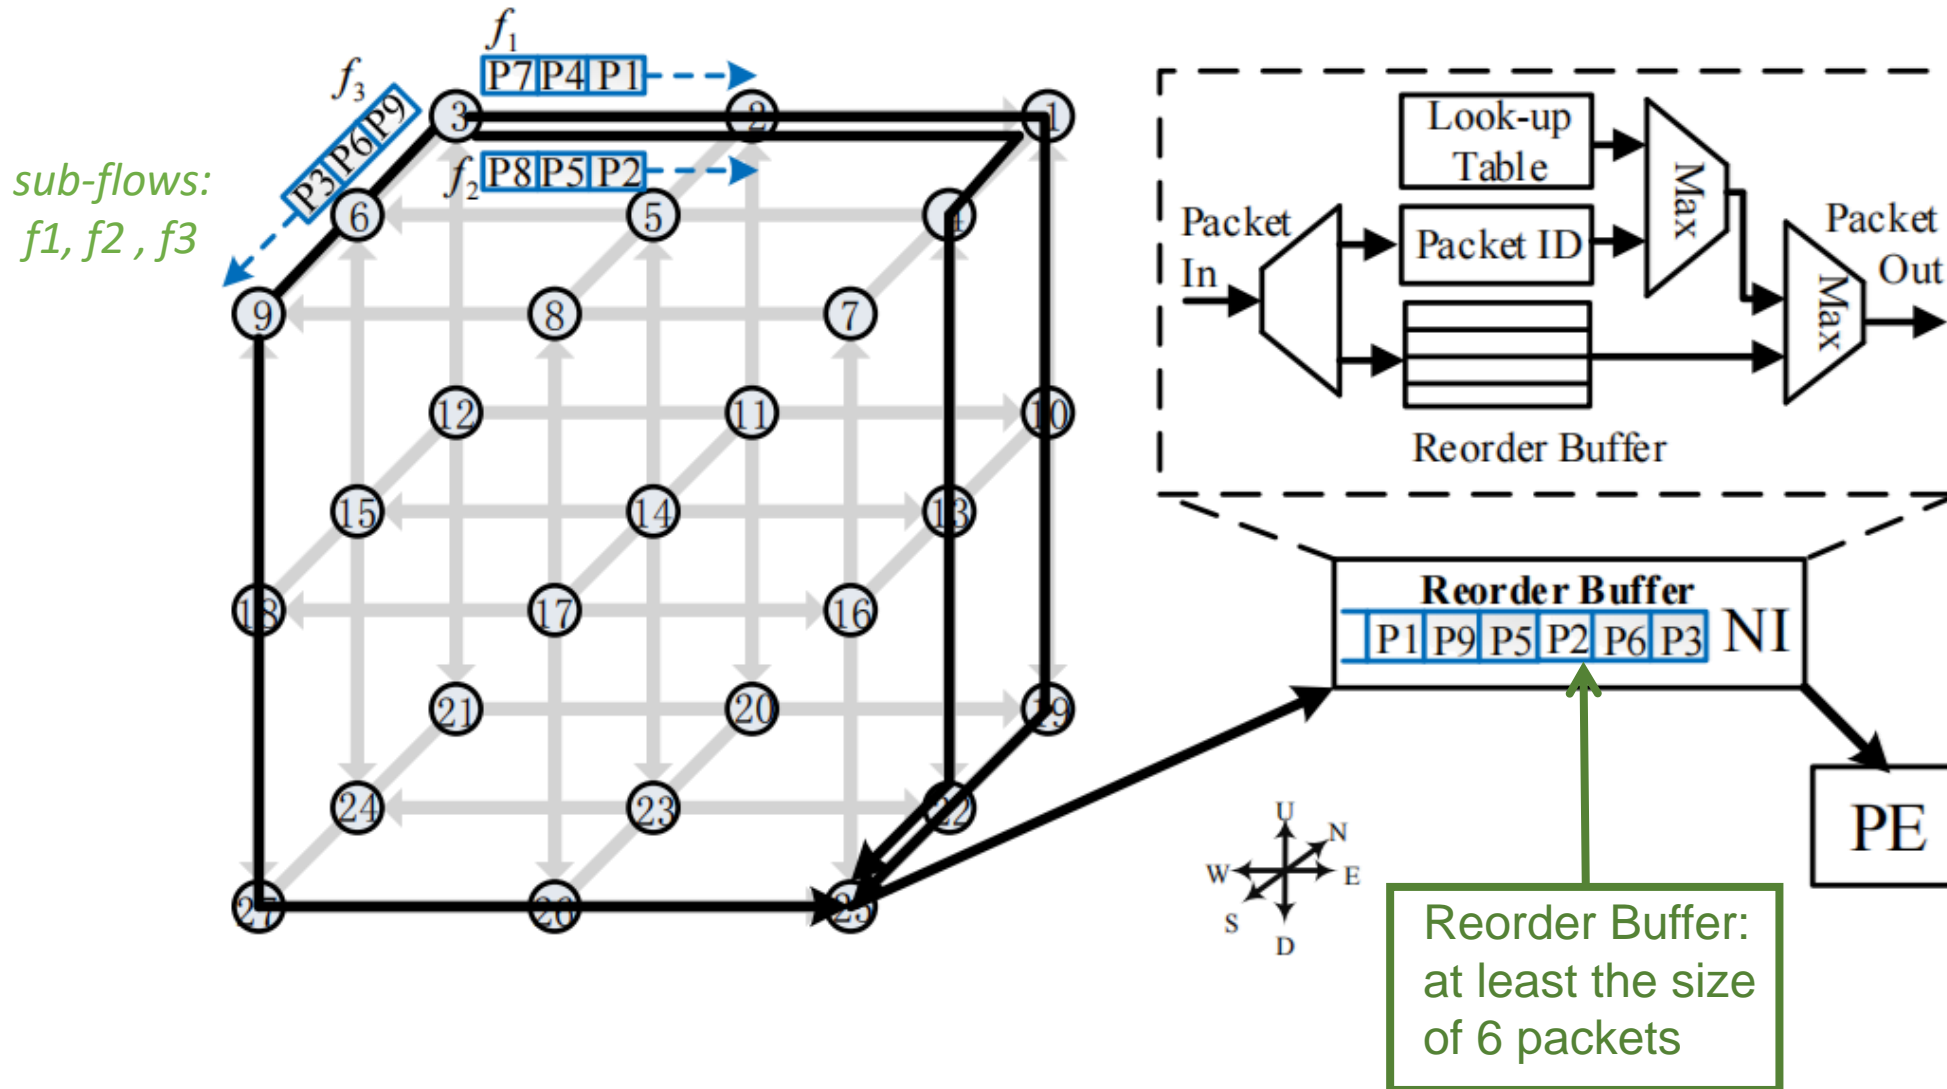 f1
P7 P4 P1
f3
P3 P6 P9
sub-flows:
f1, f2 , f3
f2 P8 P5 P2
3 2 1
6 5 4
9 8 7
12 11 10
15 14 13
18 17 16
21 20 19
24 23 22
27 26 25
Look-up
Table
Packet
In
Packet ID
Max
Max
Packet
Out
Reorder Buffer
Reorder Buffer
P1 P9 P5 P2 P6 P3
NI
PE
U
N
W
E
S
D
Reorder Buffer:
at least the size
of 6 packets